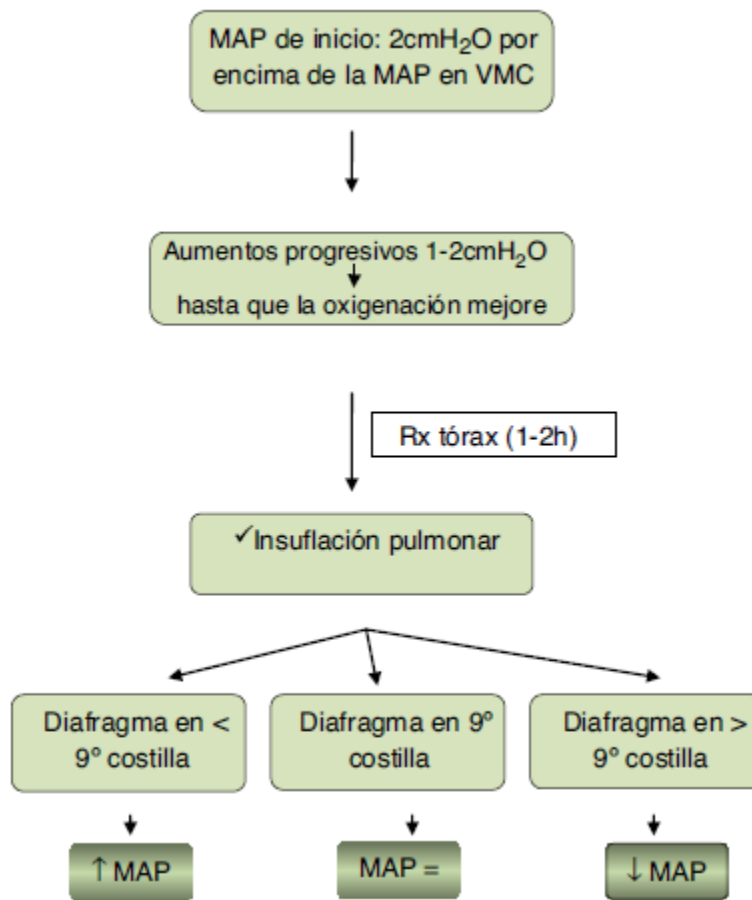 MAP de inicio: 2cmH₂O por
encima de la MAP en VMC
Aumentos progresivos 1-2cmH₂O
hasta que la oxigenación mejore
Rx tórax (1-2h)
✓Insuflación pulmonar
Diafragma en <
9º costilla
Diafragma en 9º
costilla
Diafragma en >
9º costilla
↑ MAP
MAP =
↓ MAP